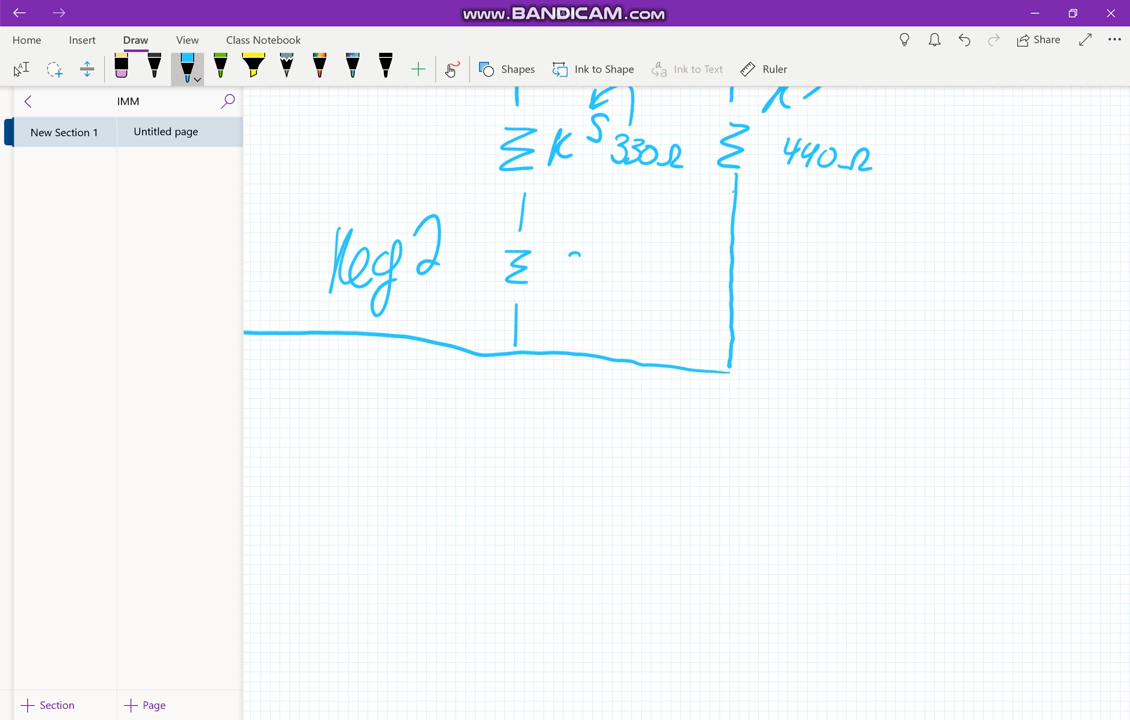 www.BANDICAM.com
Home Insert Draw View Class Notebook Share
Shapes Ink to Shape Ink to Text Ruler
IMM
New Section 1 Untitled page
K 5 330Ω 440Ω
2
Section Page